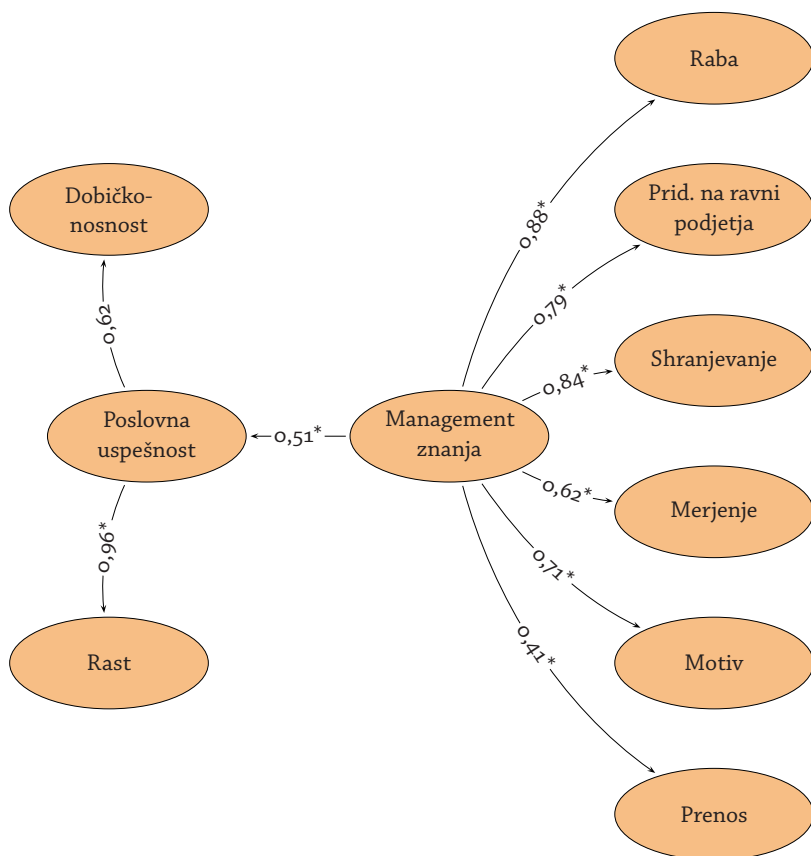 Raba
0,88*
Dobičko-
nosnost
Prid. na ravni
podjetja
0,62
0,79*
Shranjevanje
0,84*
Poslovna
uspešnost
0,51*
Management
znanja
0,62*
Merjenje
0,96*
0,71*
Rast
Motiv
0,41*
Prenos